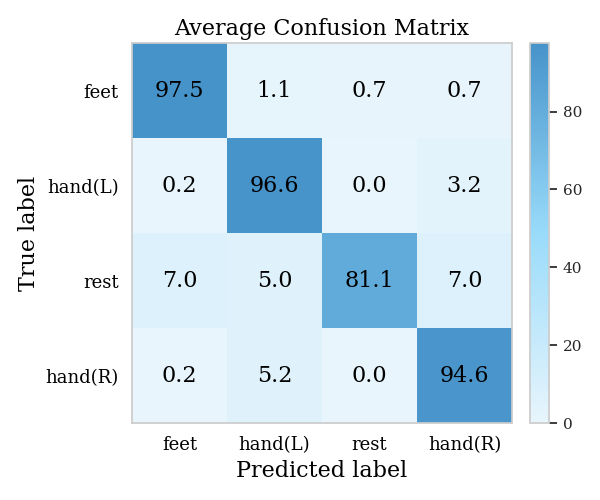 Average Confusion Matrix
True label
feet 97.5 1.1 0.7 0.7
hand(L) 0.2 96.6 0.0 3.2
rest 7.0 5.0 81.1 7.0
hand(R) 0.2 5.2 0.0 94.6
feet hand(L) rest hand(R)
Predicted label
80
60
40
20
0